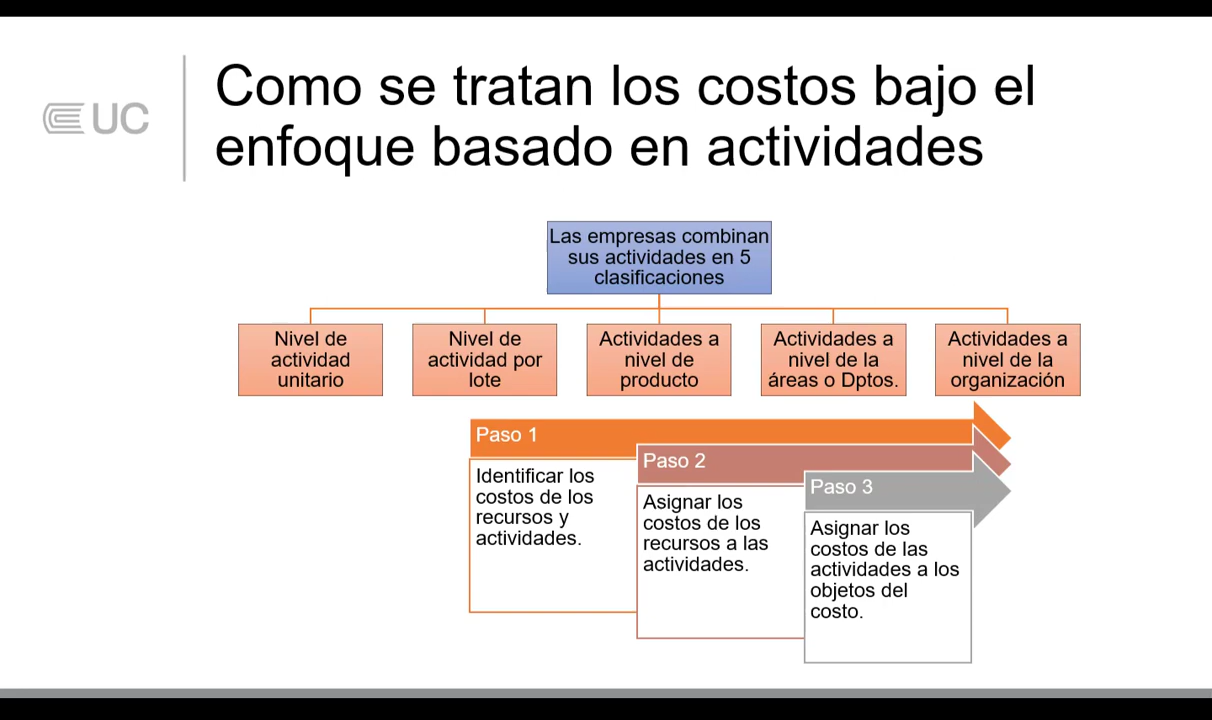 UC
Como se tratan los costos bajo el
enfoque basado en actividades
Las empresas combinan
sus actividades en 5
clasificaciones
Nivel de
actividad
unitario
Nivel de
actividad por
lote
Actividades a
nivel de
producto
Actividades a
nivel de la
áreas o Dptos.
Actividades a
nivel de la
organización
Paso 1
Identificar los
costos de los
recursos y
actividades.
Paso 2
Asignar los
costos de los
recursos a las
actividades.
Paso 3
Asignar los
costos de las
actividades a los
objetos del
costo.